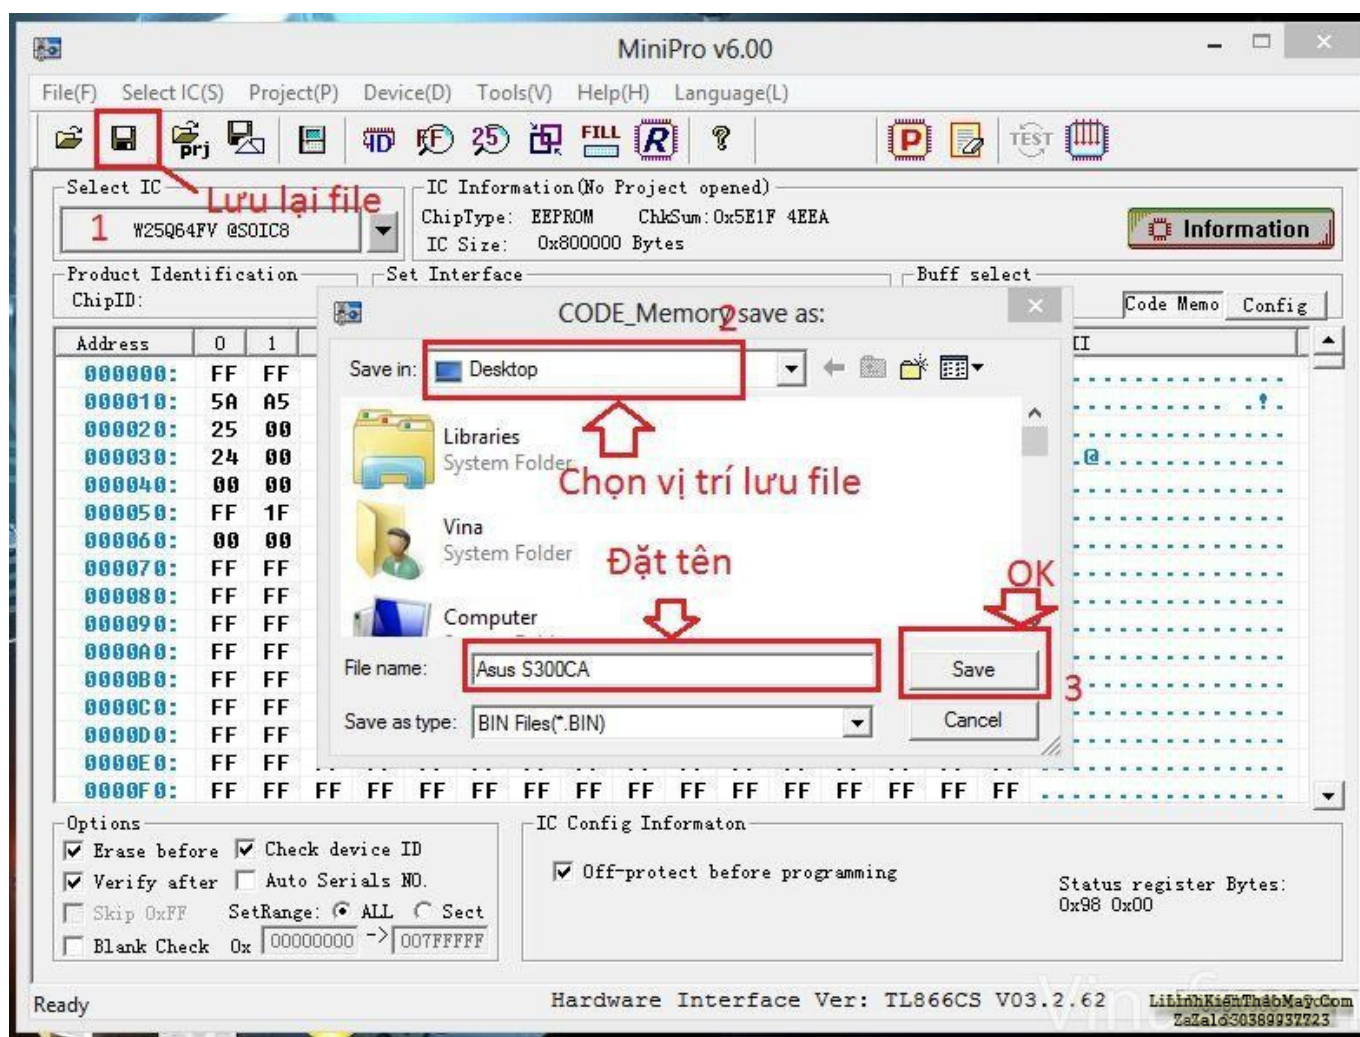 MiniPro v6.00
File(F) Select IC(S) Project(P) Device(D) Tools(V) Help(H) Language(L)
prj ID FF 25 FILL R ? P TEST
Lưu lại file
Select IC
1 W25Q64FV @SOIC8
IC Information(No Project opened)
ChipType: EEPROM ChkSum:0x5E1F 4EEA
IC Size: 0x800000 Bytes
Information
Product Identification Set Interface Buff select
ChipID: Code Memo Config
CODE_Memory save as:
2
Save in: Desktop
Libraries
System Folder
Chọn vị trí lưu file
Vina
System Folder
Đặt tên
OK
Computer
File name: Asus S300CA Save
3
Save as type: BIN Files(*.BIN) Cancel
Address 0 1 II
000000: FF FF
000010: 5A A5 .......... .!.
000020: 25 00
000030: 24 00 .@.............
000040: 00 00
000050: FF 1F
000060: 00 00
000070: FF FF
000080: FF FF
000090: FF FF
0000A0: FF FF
0000B0: FF FF
0000C0: FF FF
0000D0: FF FF
0000E0: FF FF
0000F0: FF FF FF FF FF FF FF FF FF FF FF FF FF FF FF FF ................
Options
Erase before Check device ID
Verify after Auto Serials NO.
Skip 0xFF SetRange: ALL Sect
Blank Check 0x 00000000 -> 007FFFFF
IC Config Informaton
Off-protect before programming
Status register Bytes:
0x98 0x00
Ready Hardware Interface Ver: TL866CS V03.2.62